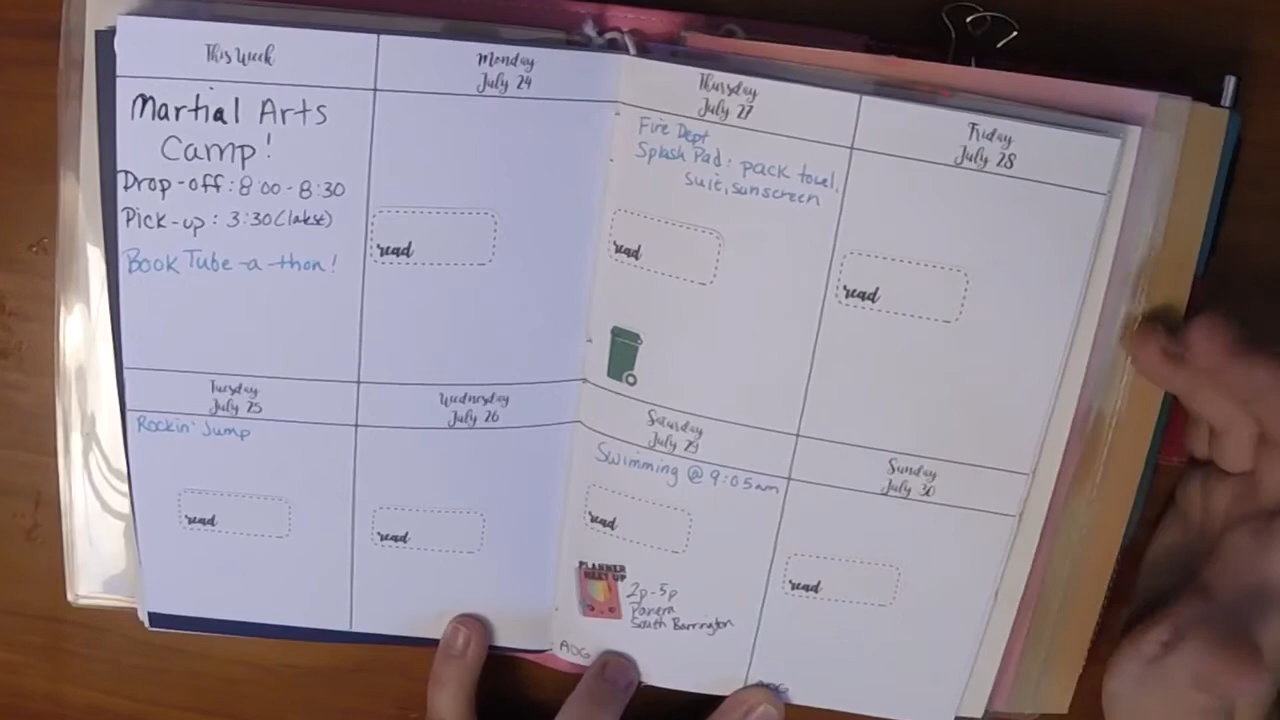 This Week
Martial Arts
Camp!
Drop-off: 8:00-8:30
Pick-up: 3:30 (latest)
Book Tube-a-thon!
Monday
July 24
read
Tuesday
July 25
Rockin' Jump
read
Wednesday
July 26
read
Thursday
July 27
Fire Dept
Splash Pad: pack towel,
suit, sunscreen
read
Friday
July 28
read
Saturday
July 29
Swimming @ 9:05am
read
PLANNER
MEET UP
2p-5p
Panera
South Barrington
Sunday
July 30
read